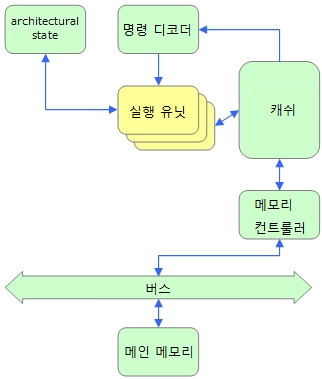 architectural
state
명령 디코더
실행 유닛
캐쉬
메모리
컨트룰러
버스
메인 메모리